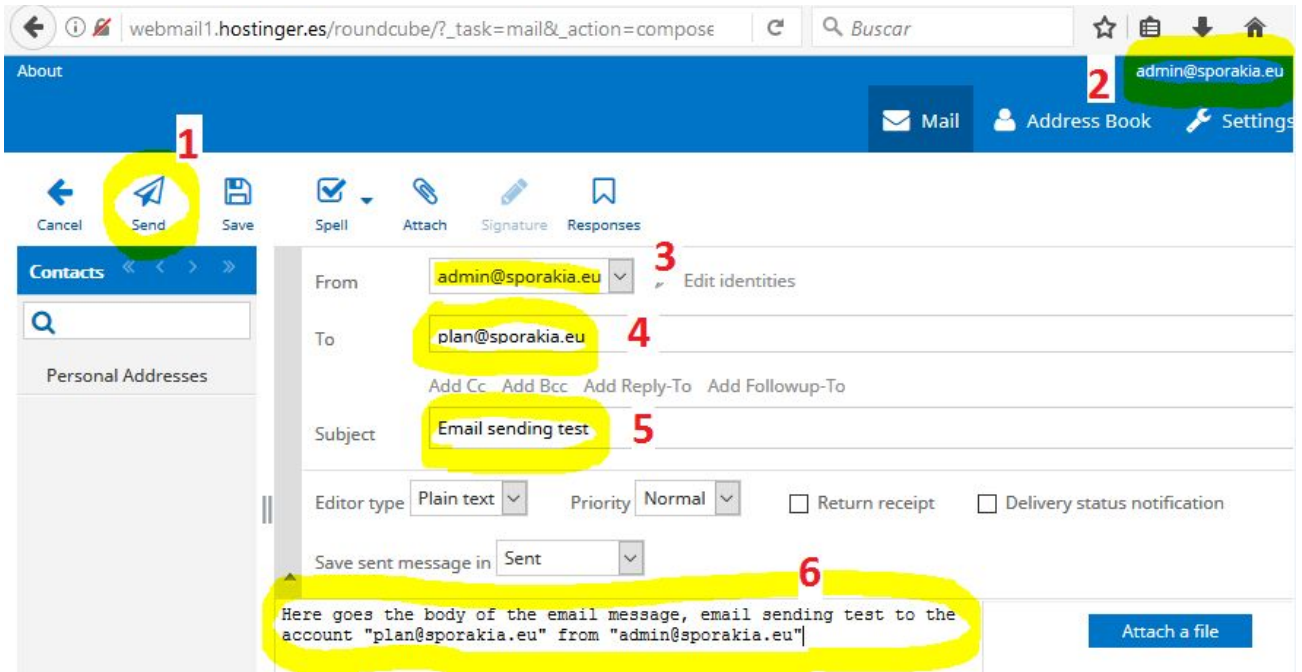 webmail1.hostinger.es/roundcube/?_task=mail&_action=compose
Buscar
About
admin@sporakia.eu
2
Mail
Address Book
Settings
1
Cancel
Send
Save
Spell
Attach
Signature
Responses
Contacts
Personal Addresses
From
admin@sporakia.eu
3
Edit identities
To
plan@sporakia.eu
4
Add Cc Add Bcc Add Reply-To Add Followup-To
Subject
Email sending test
5
Editor type Plain text
Priority Normal
Return receipt
Delivery status notification
Save sent message in Sent
6
Here goes the body of the email message, email sending test to the
account "plan@sporakia.eu" from "admin@sporakia.eu"
Attach a file